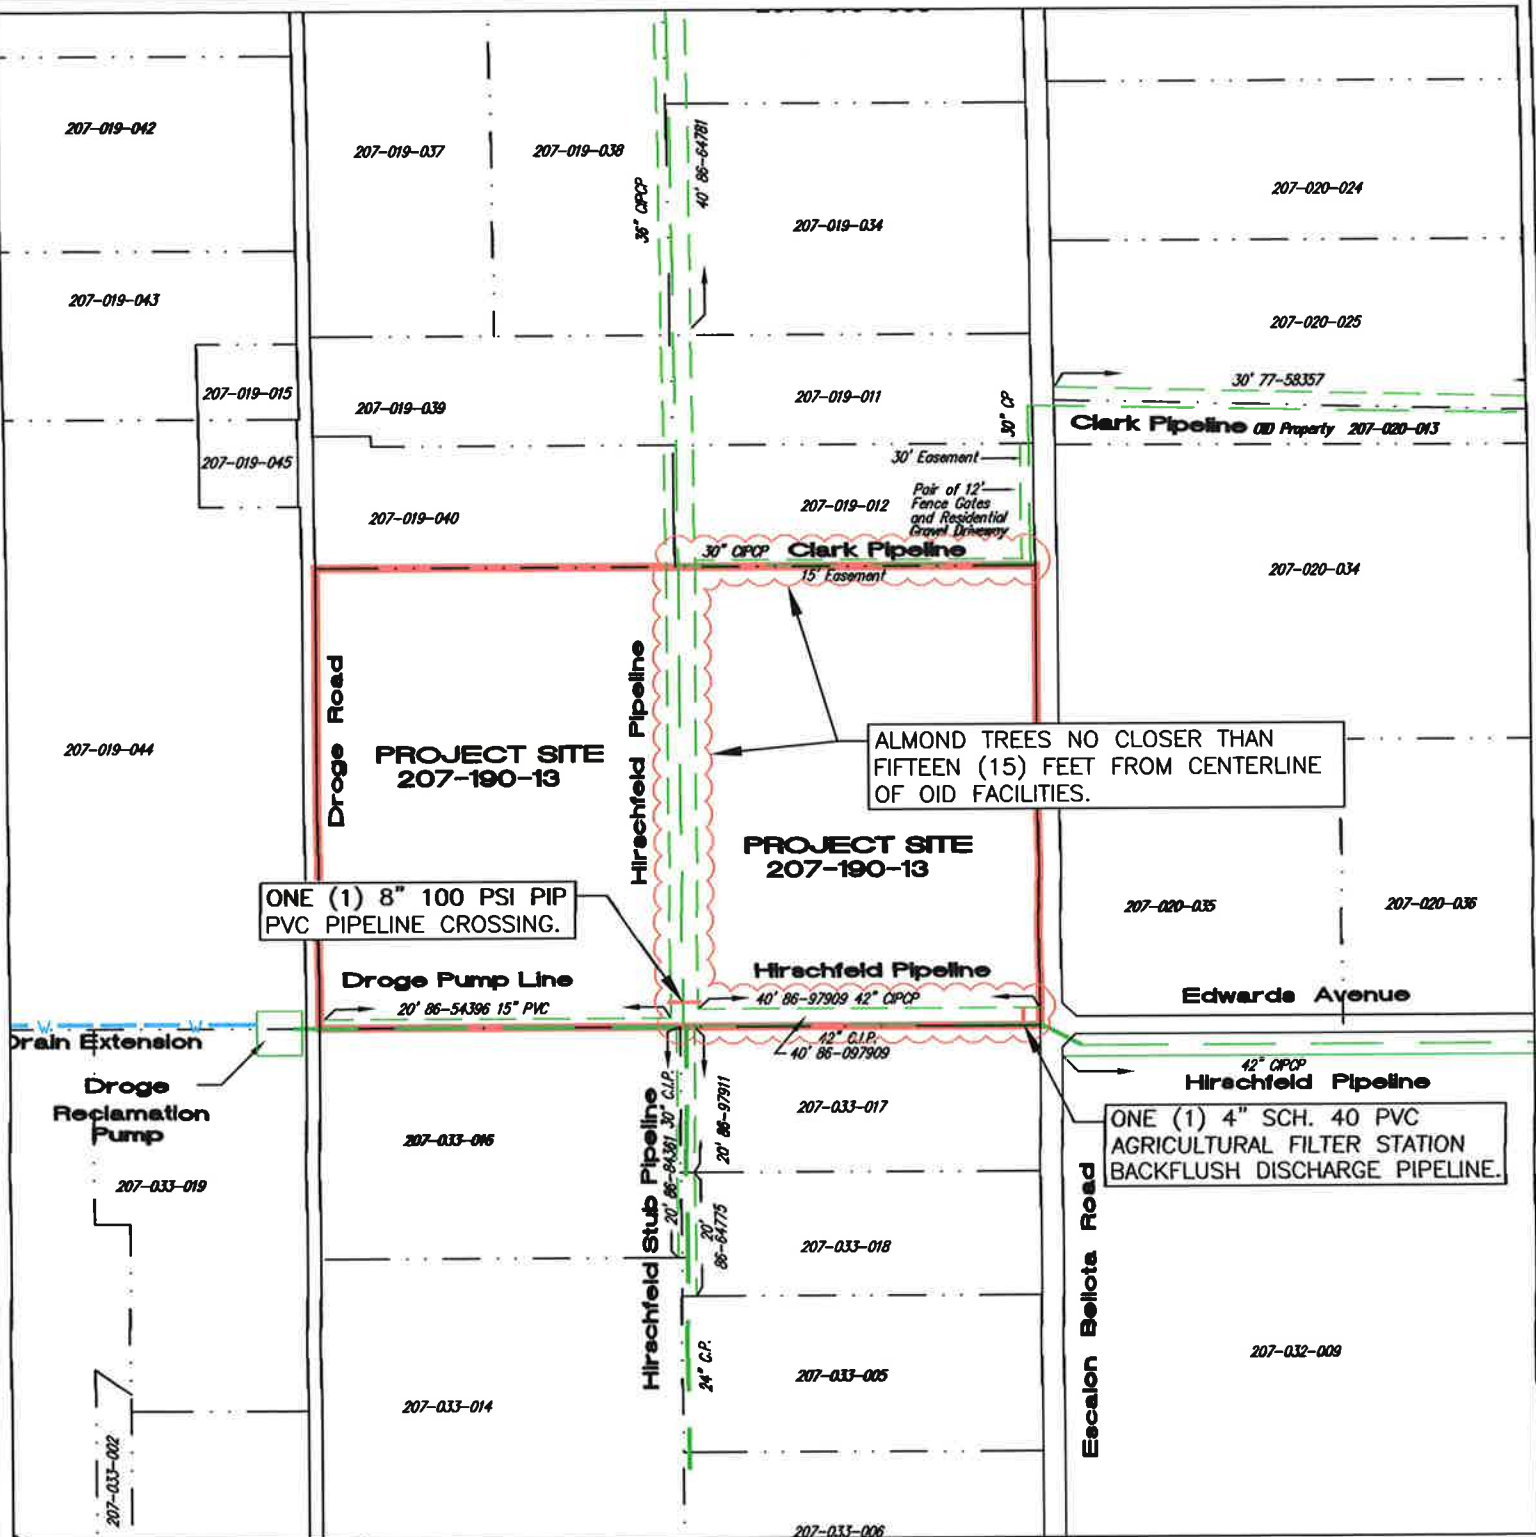 207-019-042
207-019-037
207-019-038
36" CIPCP
40' 86-64781
207-019-034
207-020-024
207-019-043
207-020-025
207-019-015
207-019-039
207-019-011
30" CP
30' 77-58357
Clark Pipeline OID Property 207-020-013
207-019-045
30' Easement
207-019-040
207-019-012
Pair of 12'
Fence Gates
and Residential
Gravel Driveway
30" CIPCP Clark Pipeline
15' Easement
207-020-034
207-019-044
Droge Road
PROJECT SITE
207-190-13
Hirschfeld Pipeline
ALMOND TREES NO CLOSER THAN
FIFTEEN (15) FEET FROM CENTERLINE
OF OID FACILITIES.
PROJECT SITE
207-190-13
ONE (1) 8" 100 PSI PIP
PVC PIPELINE CROSSING.
207-020-035
207-020-036
Droge Pump Line
20' 86-54396 15" PVC
Hirschfeld Pipeline
40' 86-97909 42" CIPCP
Edwards Avenue
W W
Drain Extension
42" C.I.P.
40' 86-097909
42" CIPCP
Hirschfeld Pipeline
Droge
Reclamation
Pump
207-033-016
Hirschfeld Stub Pipeline
20' 86-84361 30" C.I.P.
20' 86-97911
207-033-017
ONE (1) 4" SCH. 40 PVC
AGRICULTURAL FILTER STATION
BACKFLUSH DISCHARGE PIPELINE.
207-033-019
20'
86-64775
207-033-018
Escalon Bellota Road
24" C.P.
207-033-005
207-032-009
207-033-014
207-033-002
207-033-006